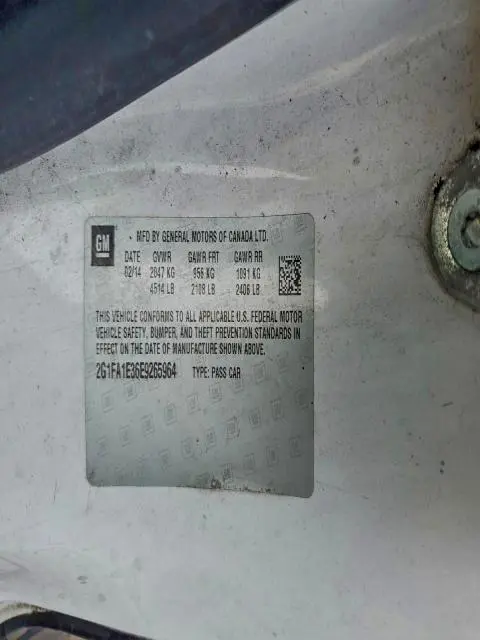 GM
MFD BY GENERAL MOTORS OF CANADA LTD.
DATE GVWR GAWR FRT GAWR RR
02/14 2047 KG 956 KG 1091 KG
4514 LB 2108 LB 2406 LB
THIS VEHICLE CONFORMS TO ALL APPLICABLE U.S. FEDERAL MOTOR
VEHICLE SAFETY, BUMPER, AND THEFT PREVENTION STANDARDS IN
EFFECT ON THE DATE OF MANUFACTURE SHOWN ABOVE.
2G1FA1E36E9265964 TYPE: PASS CAR